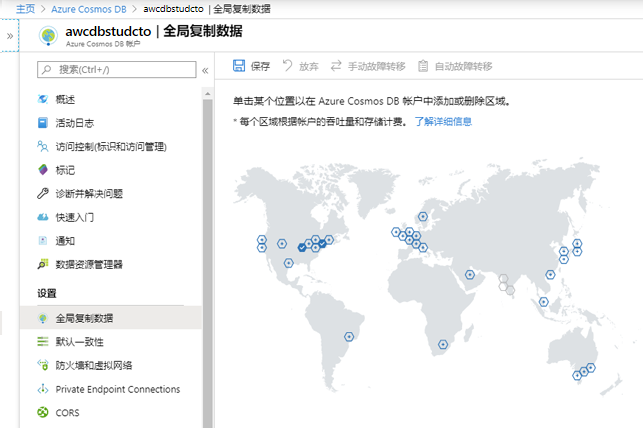 主页 > Azure Cosmos DB > awcdbstudcto | 全局复制数据
»
awcdbstudcto | 全局复制数据
Azure Cosmos DB 帐户
搜索(Ctrl+/)
«
概述
活动日志
访问控制(标识和访问管理)
标记
诊断并解决问题
快速入门
通知
数据资源管理器
设置
全局复制数据
默认一致性
防火墙和虚拟网络
Private Endpoint Connections
CORS
保存 放弃 手动故障转移 自动故障转移
单击某个位置以在 Azure Cosmos DB 帐户中添加或删除区域。
* 每个区域根据帐户的吞吐量和存储计费。 了解详细信息